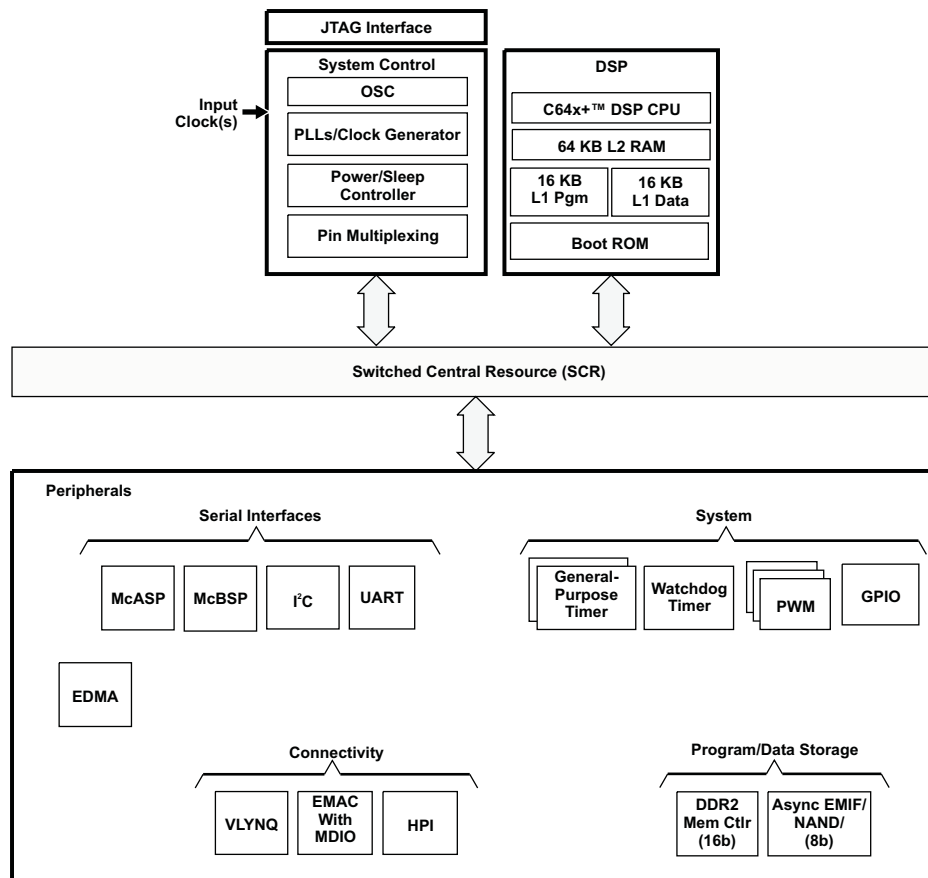 JTAG Interface
System Control
OSC
PLLs/Clock Generator
Power/Sleep
Controller
Pin Multiplexing
Input
Clock(s)
DSP
C64x+™ DSP CPU
64 KB L2 RAM
16 KB
L1 Pgm
16 KB
L1 Data
Boot ROM
Switched Central Resource (SCR)
Peripherals
Serial Interfaces
McASP
McBSP
I²C
UART
System
General-
Purpose
Timer
Watchdog
Timer
PWM
GPIO
EDMA
Connectivity
VLYNQ
EMAC
With
MDIO
HPI
Program/Data Storage
DDR2
Mem Ctlr
(16b)
Async EMIF/
NAND/
(8b)